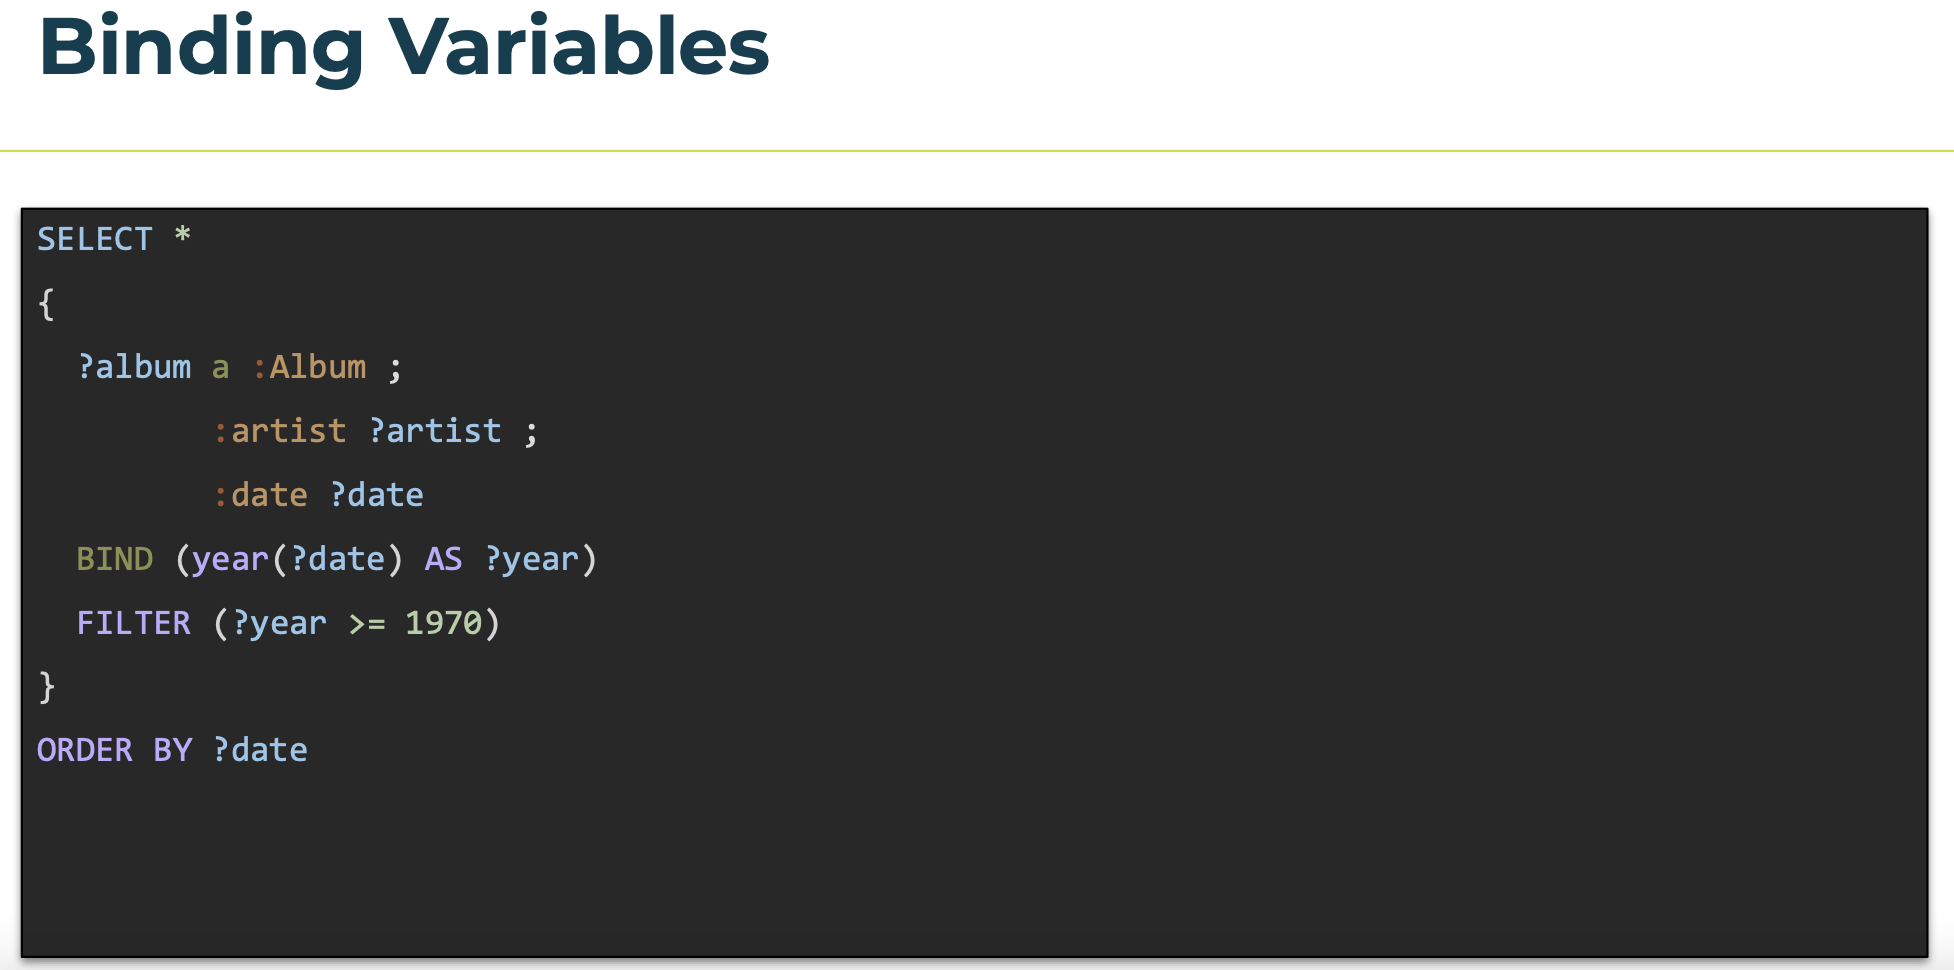 Binding Variables
SELECT *
{
?album a :Album ;
:artist ?artist ;
:date ?date
BIND (year(?date) AS ?year)
FILTER (?year >= 1970)
}
ORDER BY ?date